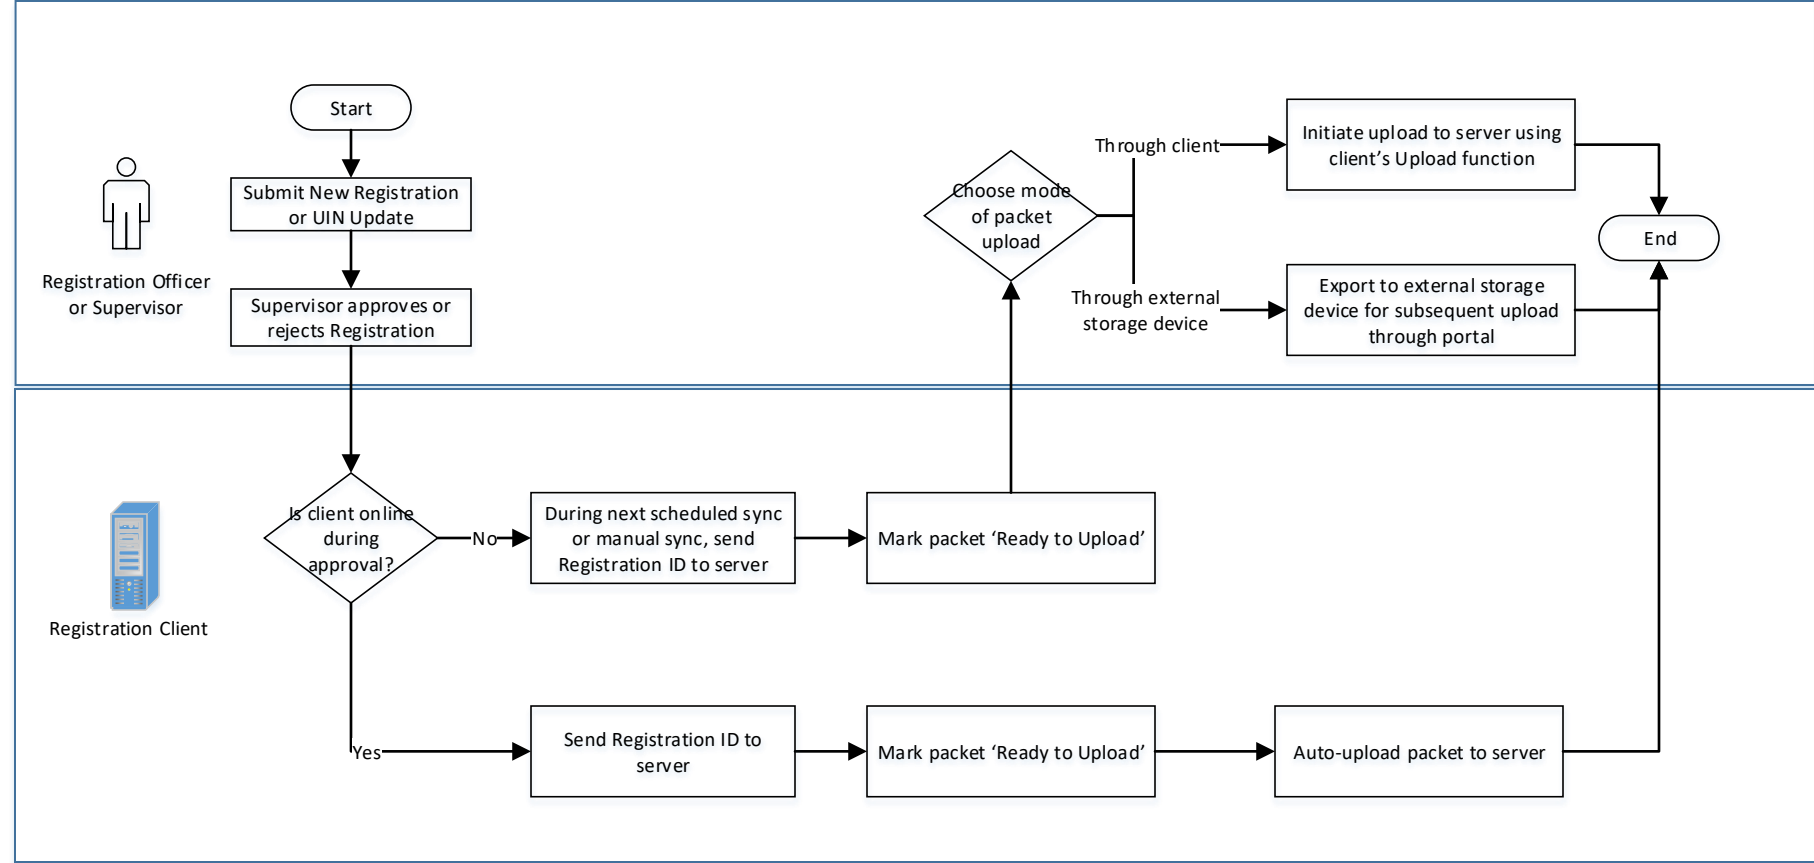 Start
Submit New Registration
or UIN Update
Registration Officer
or Supervisor
Supervisor approves or
rejects Registration
Choose mode
of packet
upload
Through client
Initiate upload to server using
client’s Upload function
End
Through external
storage device
Export to external storage
device for subsequent upload
through portal
Registration Client
Is client online
during
approval?
No
During next scheduled sync
or manual sync, send
Registration ID to server
Mark packet ‘Ready to Upload’
Yes
Send Registration ID to
server
Mark packet ‘Ready to Upload’
Auto-upload packet to server